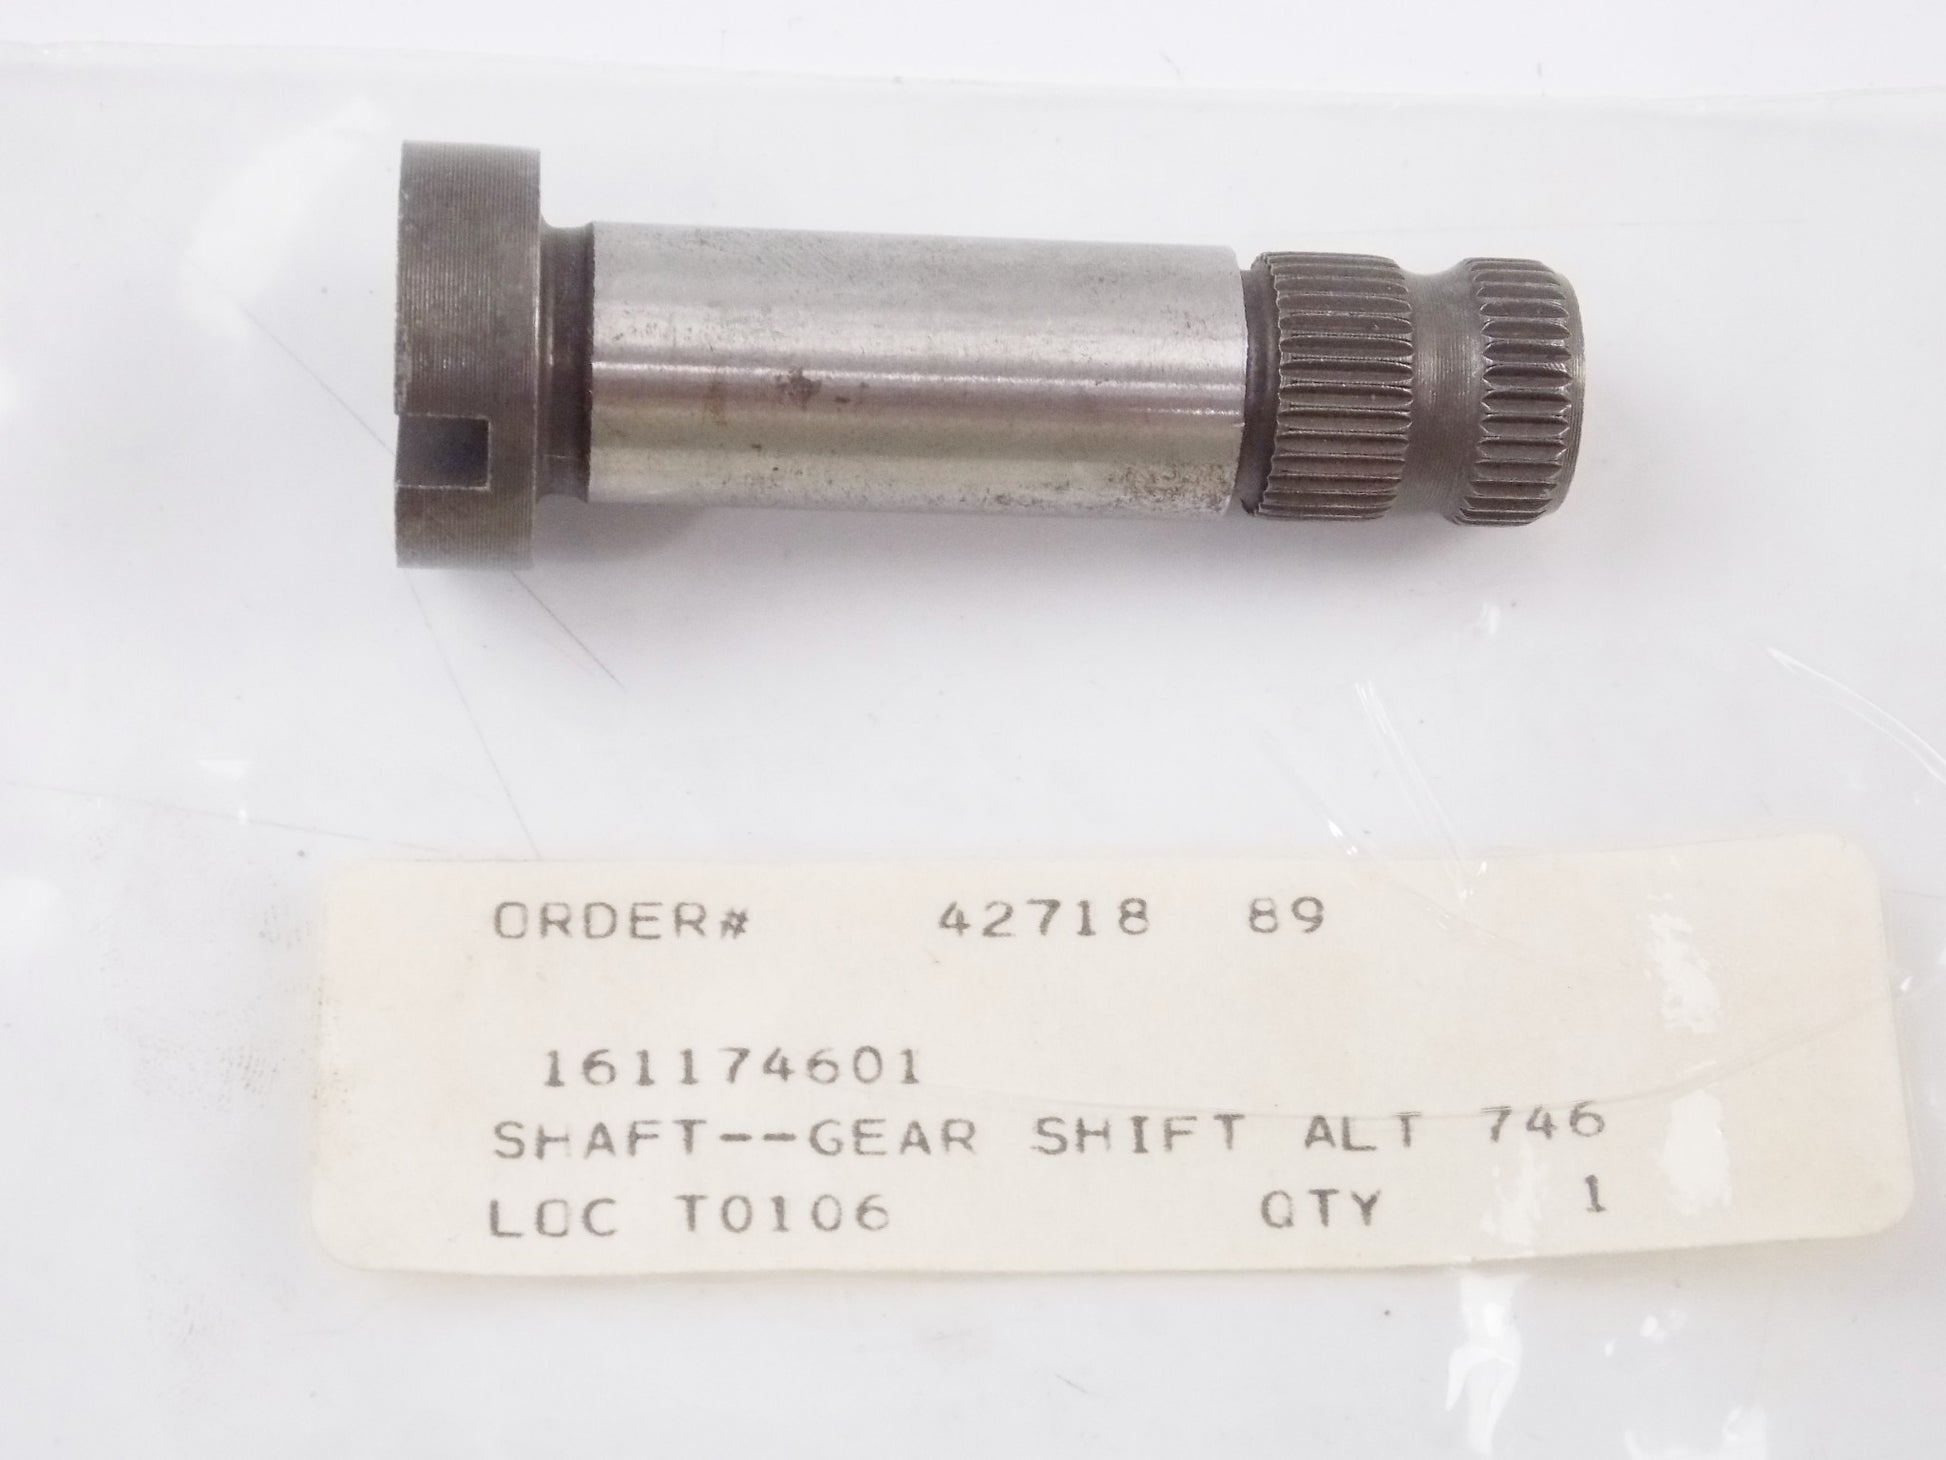 ORDER# 42718 89
161174601
SHAFT--GEAR SHIFT ALT 746
LOC T0106 QTY 1